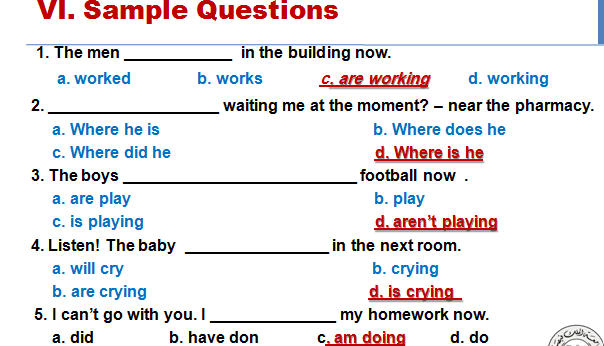 VI. Sample Questions
1. The men ____________ in the building now.
a. worked b. works c. are working d. working
2. ___________________ waiting me at the moment? – near the pharmacy.
a. Where he is b. Where does he
c. Where did he d. Where is he
3. The boys __________________________ football now .
a. are play b. play
c. is playing d. aren't playing
4. Listen! The baby ________________ in the next room.
a. will cry b. crying
b. are crying d. is crying
5. I can't go with you. I ______________ my homework now.
a. did b. have don c. am doing d. do